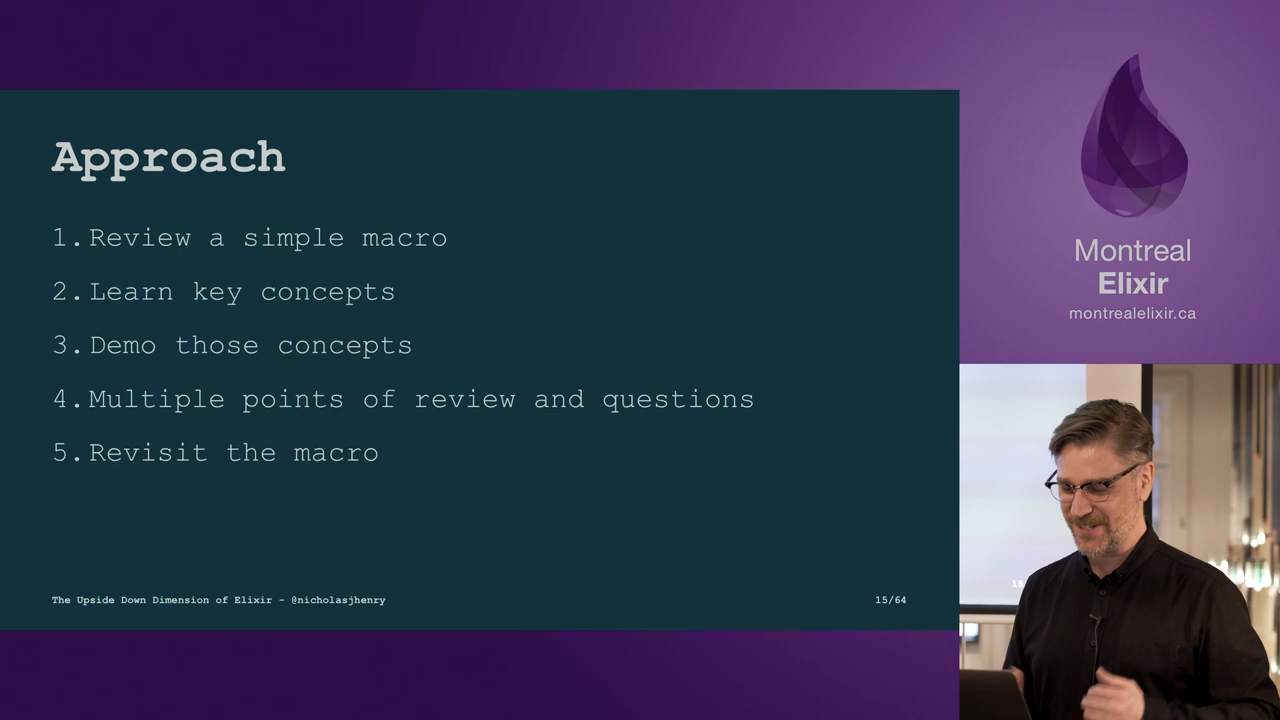 Approach
1.Review a simple macro
2.Learn key concepts
3.Demo those concepts
4.Multiple points of review and questions
5.Revisit the macro
The Upside Down Dimension of Elixir - @nicholasjhenry
15/64
Montreal
Elixir
montrealelixir.ca